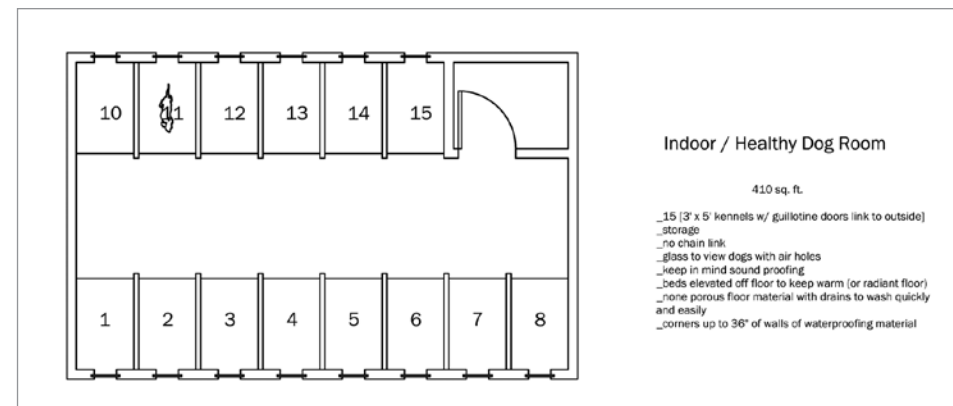 10 11 12 13 14 15
Indoor / Healthy Dog Room
410 sq. ft.
_15 [3' x 5' kennels w/ guillotine doors link to outside]
_storage
_no chain link
_glass to view dogs with air holes
_keep in mind sound proofing
_beds elevated off floor to keep warm (or radiant floor)
_none porous floor material with drains to wash quickly
and easily
_corners up to 36" of walls of waterproofing material
1 2 3 4 5 6 7 8